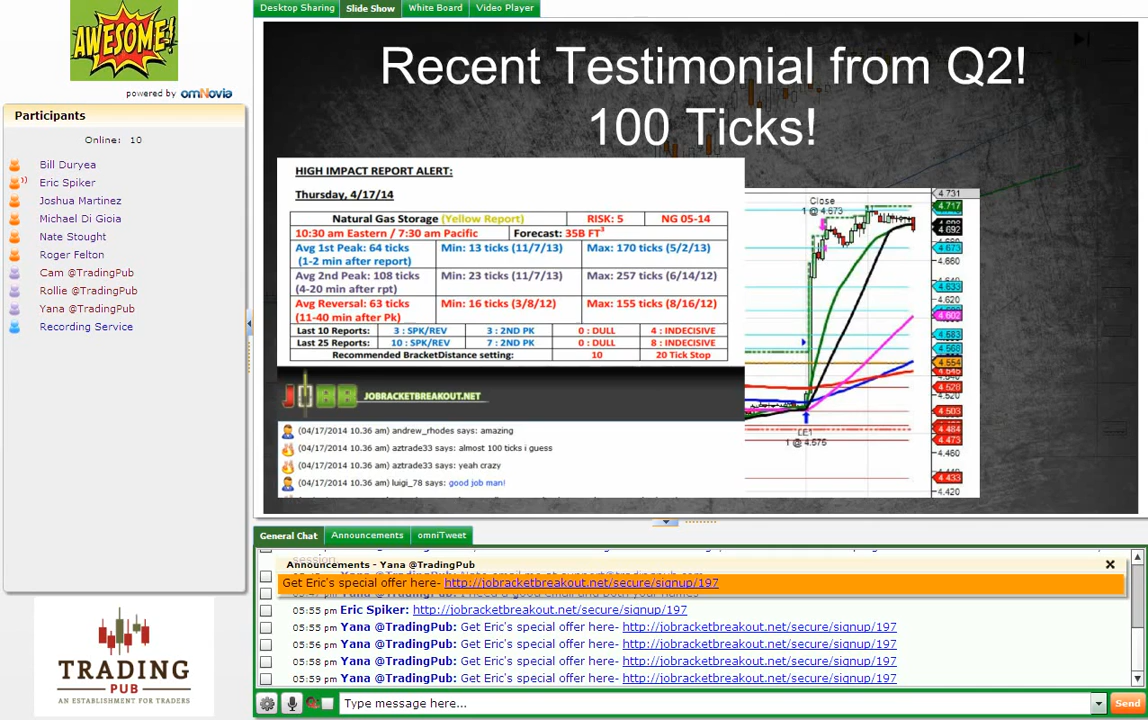 AWESOME!
powered by omNovia
Participants
Online: 10
Bill Duryea
Eric Spiker
Joshua Martinez
Michael Di Gioia
Nate Stought
Roger Felton
Cam @TradingPub
Rollie @TradingPub
Yana @TradingPub
Recording Service
TRADING
PUB
AN ESTABLISHMENT FOR TRADERS
Desktop Sharing Slide Show White Board Video Player
Recent Testimonial from Q2!
100 Ticks!
HIGH IMPACT REPORT ALERT:
Thursday, 4/17/14
Natural Gas Storage (Yellow Report) RISK: 5 NG 05-14
10:30 am Eastern / 7:30 am Pacific Forecast: 35B FT³
Avg 1st Peak: 64 ticks Min: 13 ticks (11/7/13) Max: 170 ticks (5/2/13)
(1-2 min after report)
Avg 2nd Peak: 108 ticks Min: 23 ticks (11/7/13) Max: 257 ticks (6/14/12)
(4-20 min after rpt)
Avg Reversal: 63 ticks Min: 16 ticks (3/8/12) Max: 155 ticks (8/16/12)
(11-40 min after Pk)
Last 10 Reports: 3 : SPK/REV 3 : 2ND PK 0 : DULL 4 : INDECISIVE
Last 25 Reports: 10 : SPK/REV 7 : 2ND PK 0 : DULL 8 : INDECISIVE
Recommended BracketDistance setting: 10 20 Tick Stop
JOBB JOBRACKETBREAKOUT.NET
(04/17/2014 10.36 am) andrew_rhodes says: amazing
(04/17/2014 10.36 am) aztrade33 says: almost 100 ticks i guess
(04/17/2014 10.36 am) aztrade33 says: yeah crazy
(04/17/2014 10.36 am) luigi_78 says: good job man!
Close
1 @ 4.673
LE1
1 @ 4.575
4.731
4.717
4.692
4.673
4.660
4.633
4.602
4.583
4.568
4.554
4.528
4.520
4.503
4.484
4.473
4.460
4.433
4.420
General Chat Announcements omniTweet
session
Announcements - Yana @TradingPub
Get Eric's special offer here- http://jobracketbreakout.net/secure/signup/197
05:55 pm Eric Spiker: http://jobracketbreakout.net/secure/signup/197
05:55 pm Yana @TradingPub: Get Eric's special offer here- http://jobracketbreakout.net/secure/signup/197
05:56 pm Yana @TradingPub: Get Eric's special offer here- http://jobracketbreakout.net/secure/signup/197
05:58 pm Yana @TradingPub: Get Eric's special offer here- http://jobracketbreakout.net/secure/signup/197
05:59 pm Yana @TradingPub: Get Eric's special offer here- http://jobracketbreakout.net/secure/signup/197
Type message here...
Send